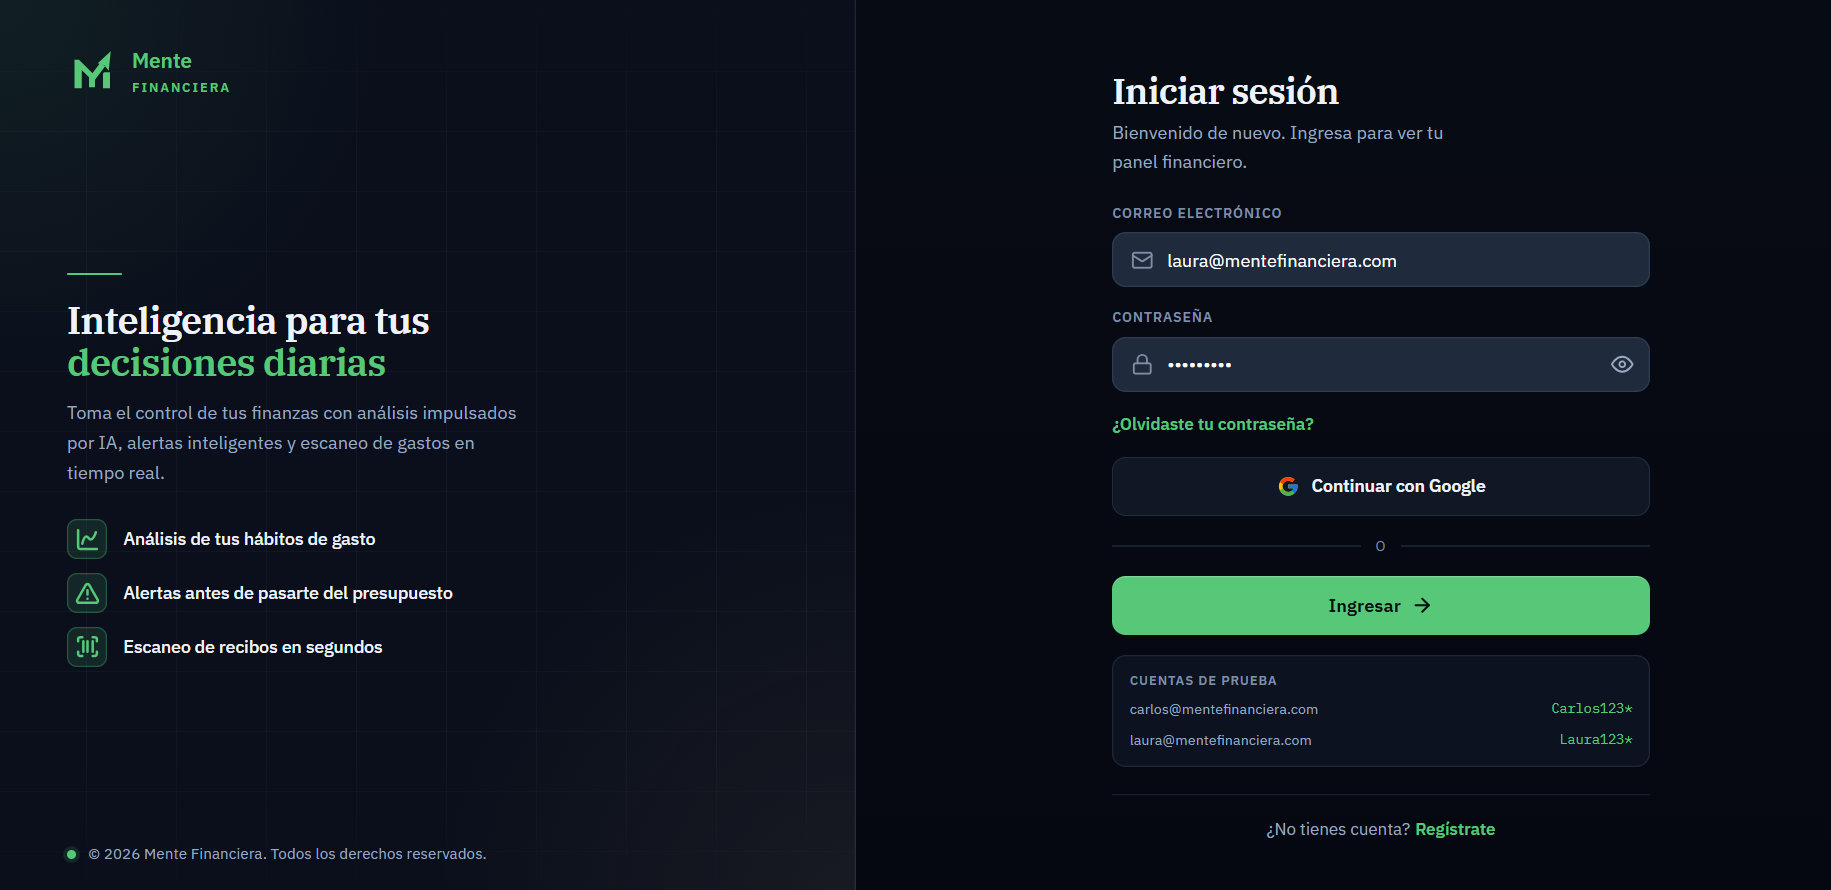 Mente
FINANCIERA
Inteligencia para tus
decisiones diarias
Toma el control de tus finanzas con análisis impulsados
por IA, alertas inteligentes y escaneo de gastos en
tiempo real.
Análisis de tus hábitos de gasto
Alertas antes de pasarte del presupuesto
Escaneo de recibos en segundos
© 2026 Mente Financiera. Todos los derechos reservados.
Iniciar sesión
Bienvenido de nuevo. Ingresa para ver tu
panel financiero.
CORREO ELECTRÓNICO
laura@mentefinanciera.com
CONTRASEÑA
•••••••••
¿Olvidaste tu contraseña?
Continuar con Google
O
Ingresar →
CUENTAS DE PRUEBA
carlos@mentefinanciera.com Carlos123*
laura@mentefinanciera.com Laura123*
¿No tienes cuenta? Regístrate